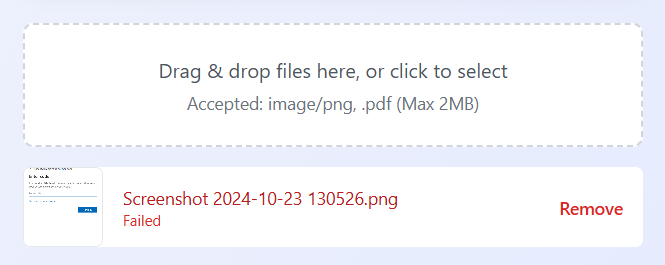 Drag & drop files here, or click to select
Accepted: image/png, .pdf (Max 2MB)
Screenshot 2024-10-23 130526.png
Failed
Remove